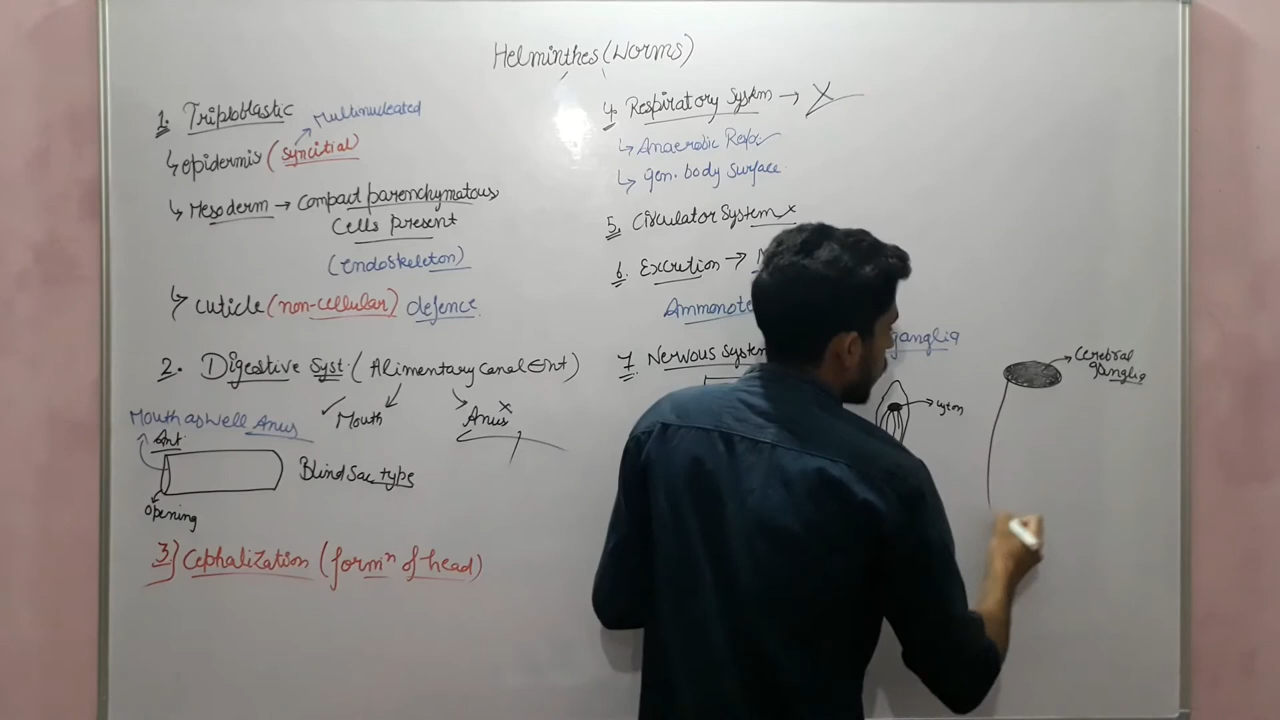 Helminthes (Worms)
1. Triploblastic
Multinucleated
↳ epidermis (Syncitial)
↳ Mesoderm → Compact parenchymatous
Cells present
(endoskeleton)
↳ cuticle (non-cellular) defence
2. Digestive Syst. (Alimentary Canal
Mouth
Anus ×
Mouth as well Anus
Ant.
Blind Sac type
Opening
3} Cephalization (formⁿ of head)
4. Respiratory System → ×
↳ Anaerobic
↳ Gen. body Surface
5. Circulator System ×
6. Excretion →
Ammonote
7. Nervous System
ganglia
cyton
Cerebral
ganglia